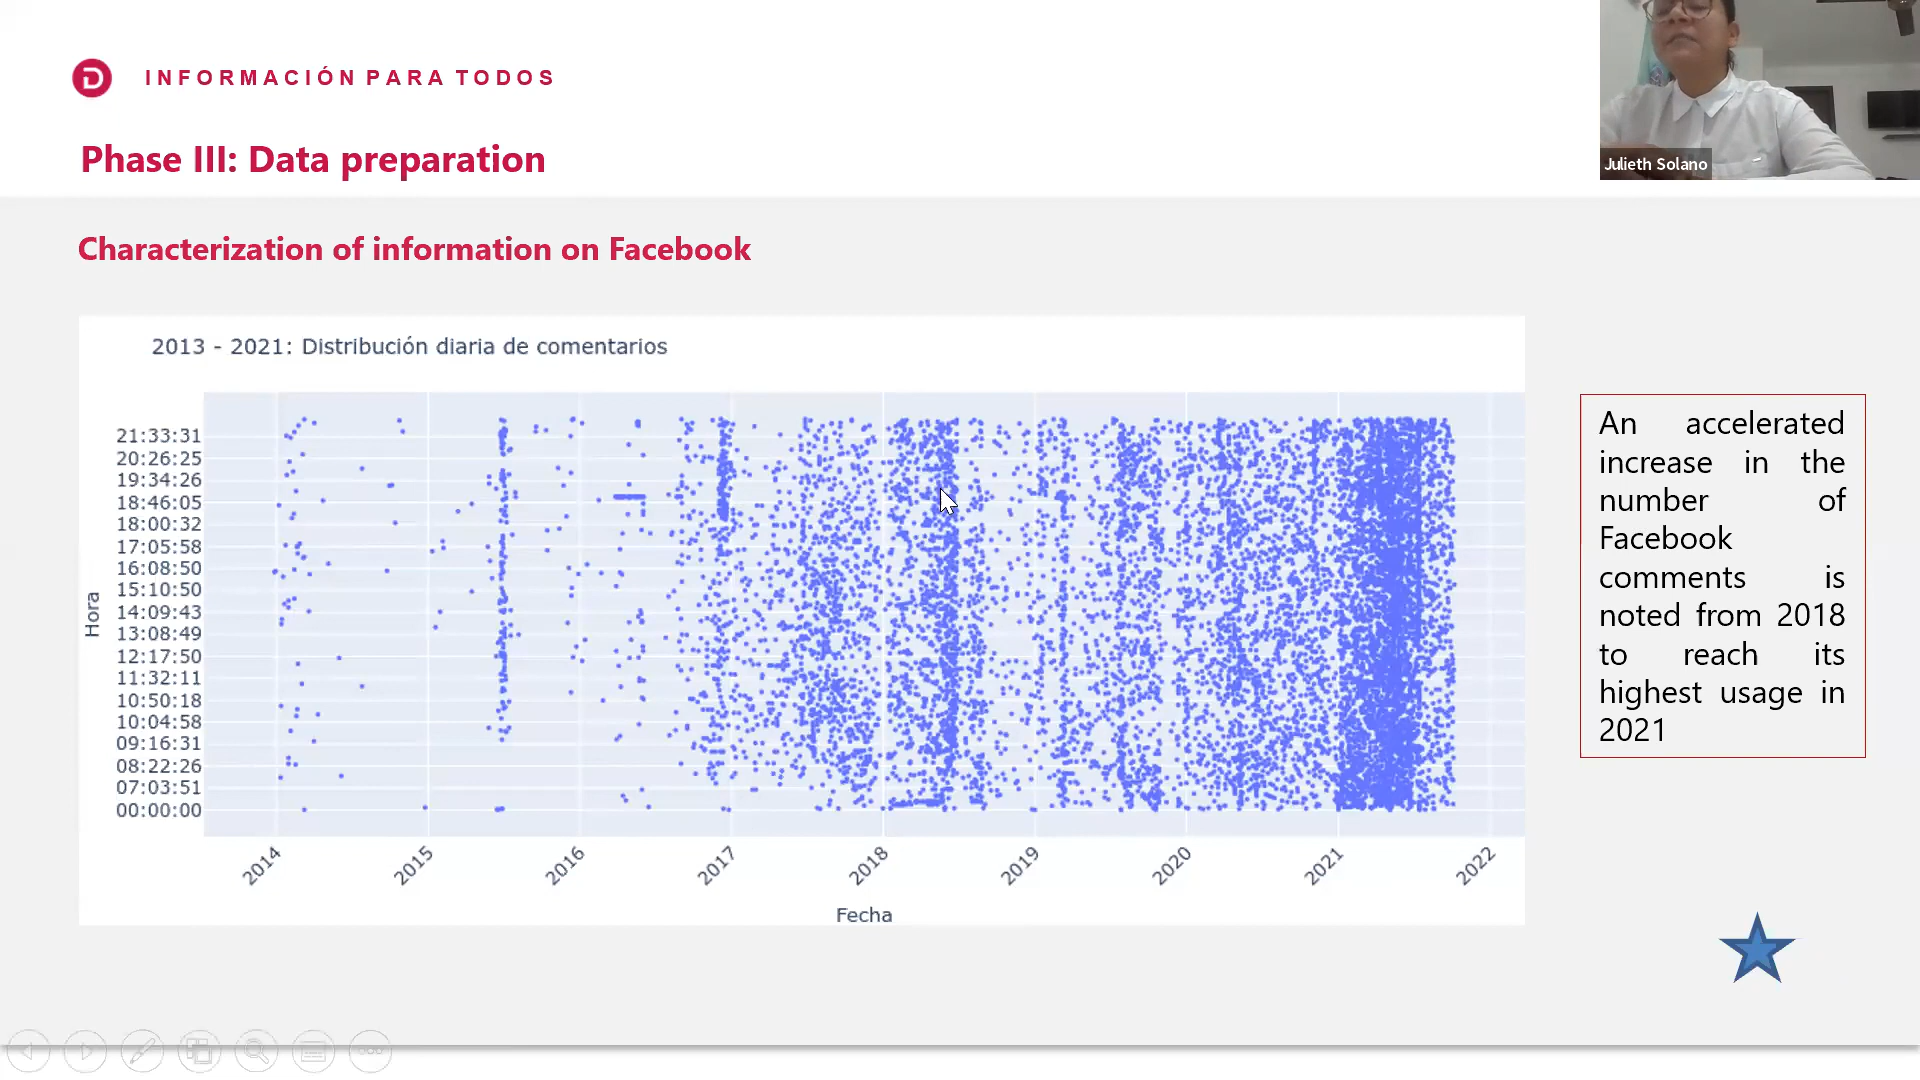 INFORMACIÓN PARA TODOS
Phase III: Data preparation
Julieth Solano
Characterization of information on Facebook
2013 - 2021: Distribución diaria de comentarios
21:33:31
20:26:25
19:34:26
18:46:05
18:00:32
17:05:58
16:08:50
15:10:50
14:09:43
13:08:49
12:17:50
11:32:11
10:50:18
10:04:58
09:16:31
08:22:26
07:03:51
00:00:00
Hora
2014
2015
2016
2017
2018
2019
2020
2021
2022
Fecha
An accelerated
increase in the
number of
Facebook
comments is
noted from 2018
to reach its
highest usage in
2021